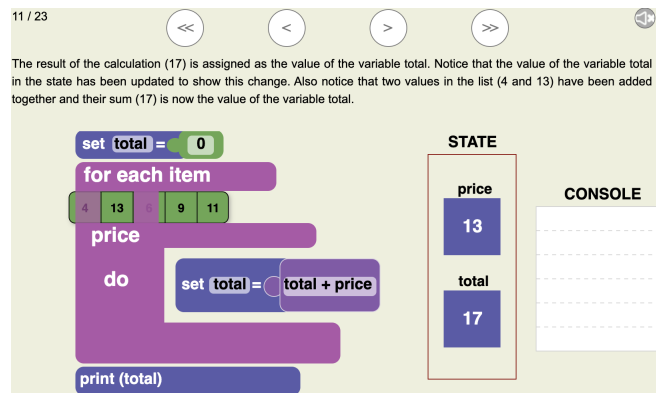 11 / 23
<<
<
>
>>
The result of the calculation (17) is assigned as the value of the variable total. Notice that the value of the variable total
in the state has been updated to show this change. Also notice that two values in the list (4 and 13) have been added
together and their sum (17) is now the value of the variable total.
set total = 0
for each item
4 13 6 9 11
price
do
set total = total + price
print (total)
STATE
price
13
total
17
CONSOLE